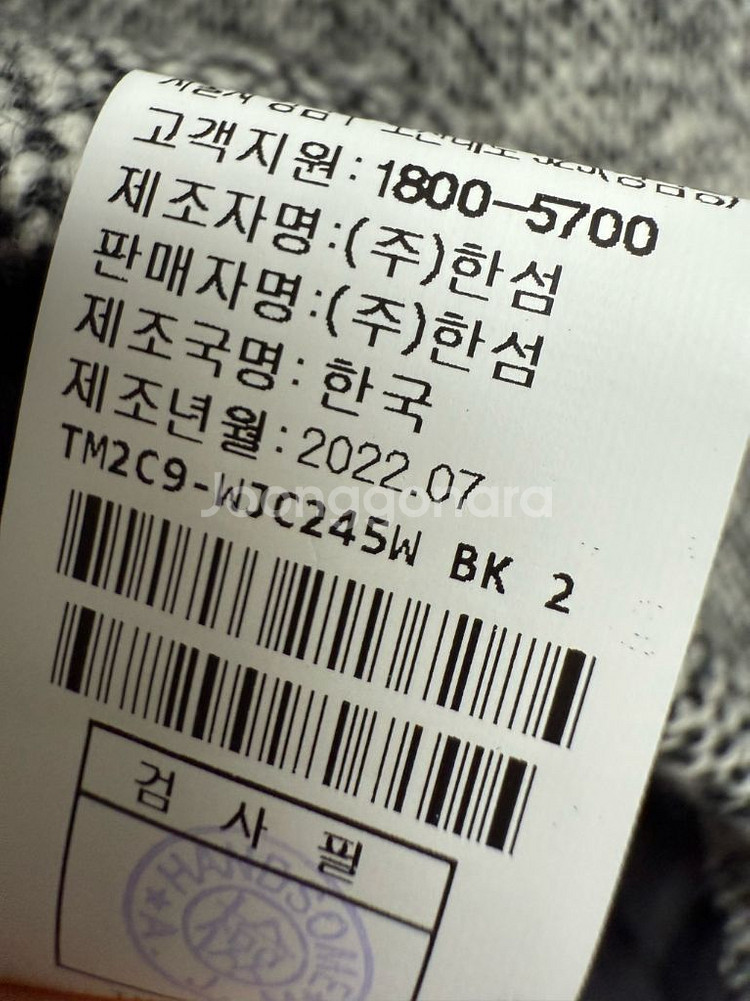 고객지원:1800-5700
제조자명:(주)한섬
판매자명:(주)한섬
제조국명: 한국
제조년월:2022.07
TM2C9-WJC245W BK 2
Joonggonara
검 사 필
HANDSOME